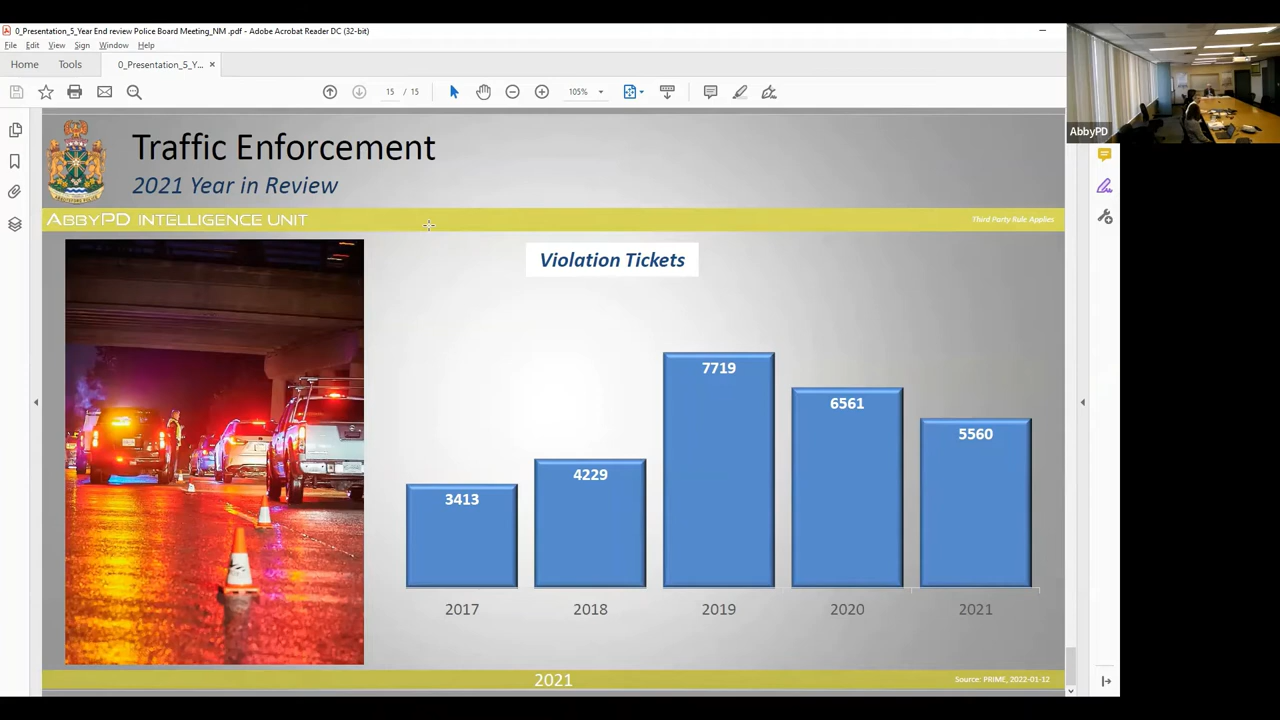 0_Presentation_5_Year End review Police Board Meeting_NM .pdf - Adobe Acrobat Reader DC (32-bit)
File Edit View Sign Window Help
Home Tools 0_Presentation_5_Y... ×
15 / 15 105%
AbbyPD
Traffic Enforcement
2021 Year in Review
ABBYPD INTELLIGENCE UNIT
Third Party Rule Applies
Violation Tickets
3413
4229
7719
6561
5560
2017 2018 2019 2020 2021
2021
Source: PRIME, 2022-01-12